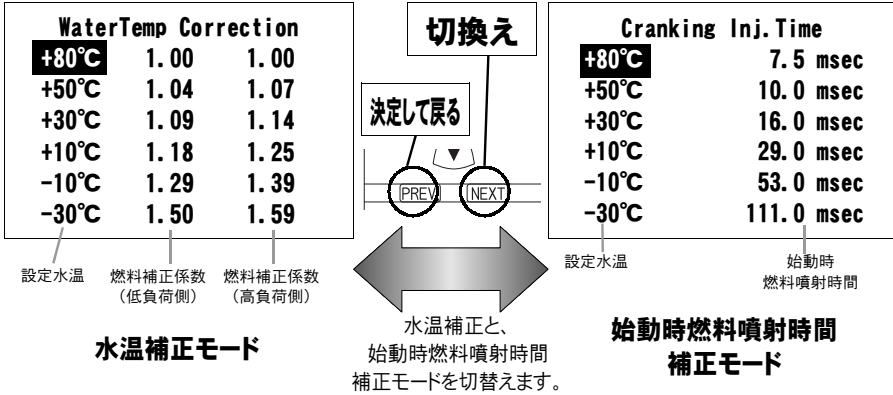 WaterTemp Correction
+80℃ 1.00 1.00
+50℃ 1.04 1.07
+30℃ 1.09 1.14
+10℃ 1.18 1.25
-10℃ 1.29 1.39
-30℃ 1.50 1.59
設定水温
燃料補正係数
（低負荷側）
燃料補正係数
（高負荷側）
水温補正モード
切換え
決定して戻る
▼
PREV
NEXT
水温補正と、
始動時燃料噴射時間
補正モードを切替えます。
Cranking Inj.Time
+80℃ 7.5 msec
+50℃ 10.0 msec
+30℃ 16.0 msec
+10℃ 29.0 msec
-10℃ 53.0 msec
-30℃ 111.0 msec
設定水温
始動時
燃料噴射時間
始動時燃料噴射時間
補正モード